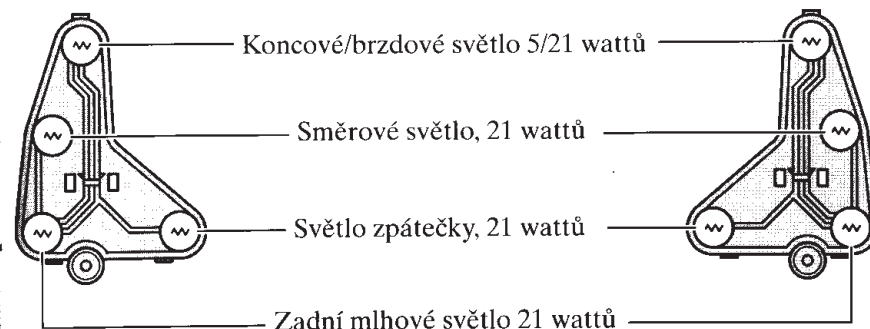 Koncové/brzdové světlo 5/21 wattů
Směrové světlo, 21 wattů
Světlo zpátečky, 21 wattů
Zadní mlhové světlo 21 wattů